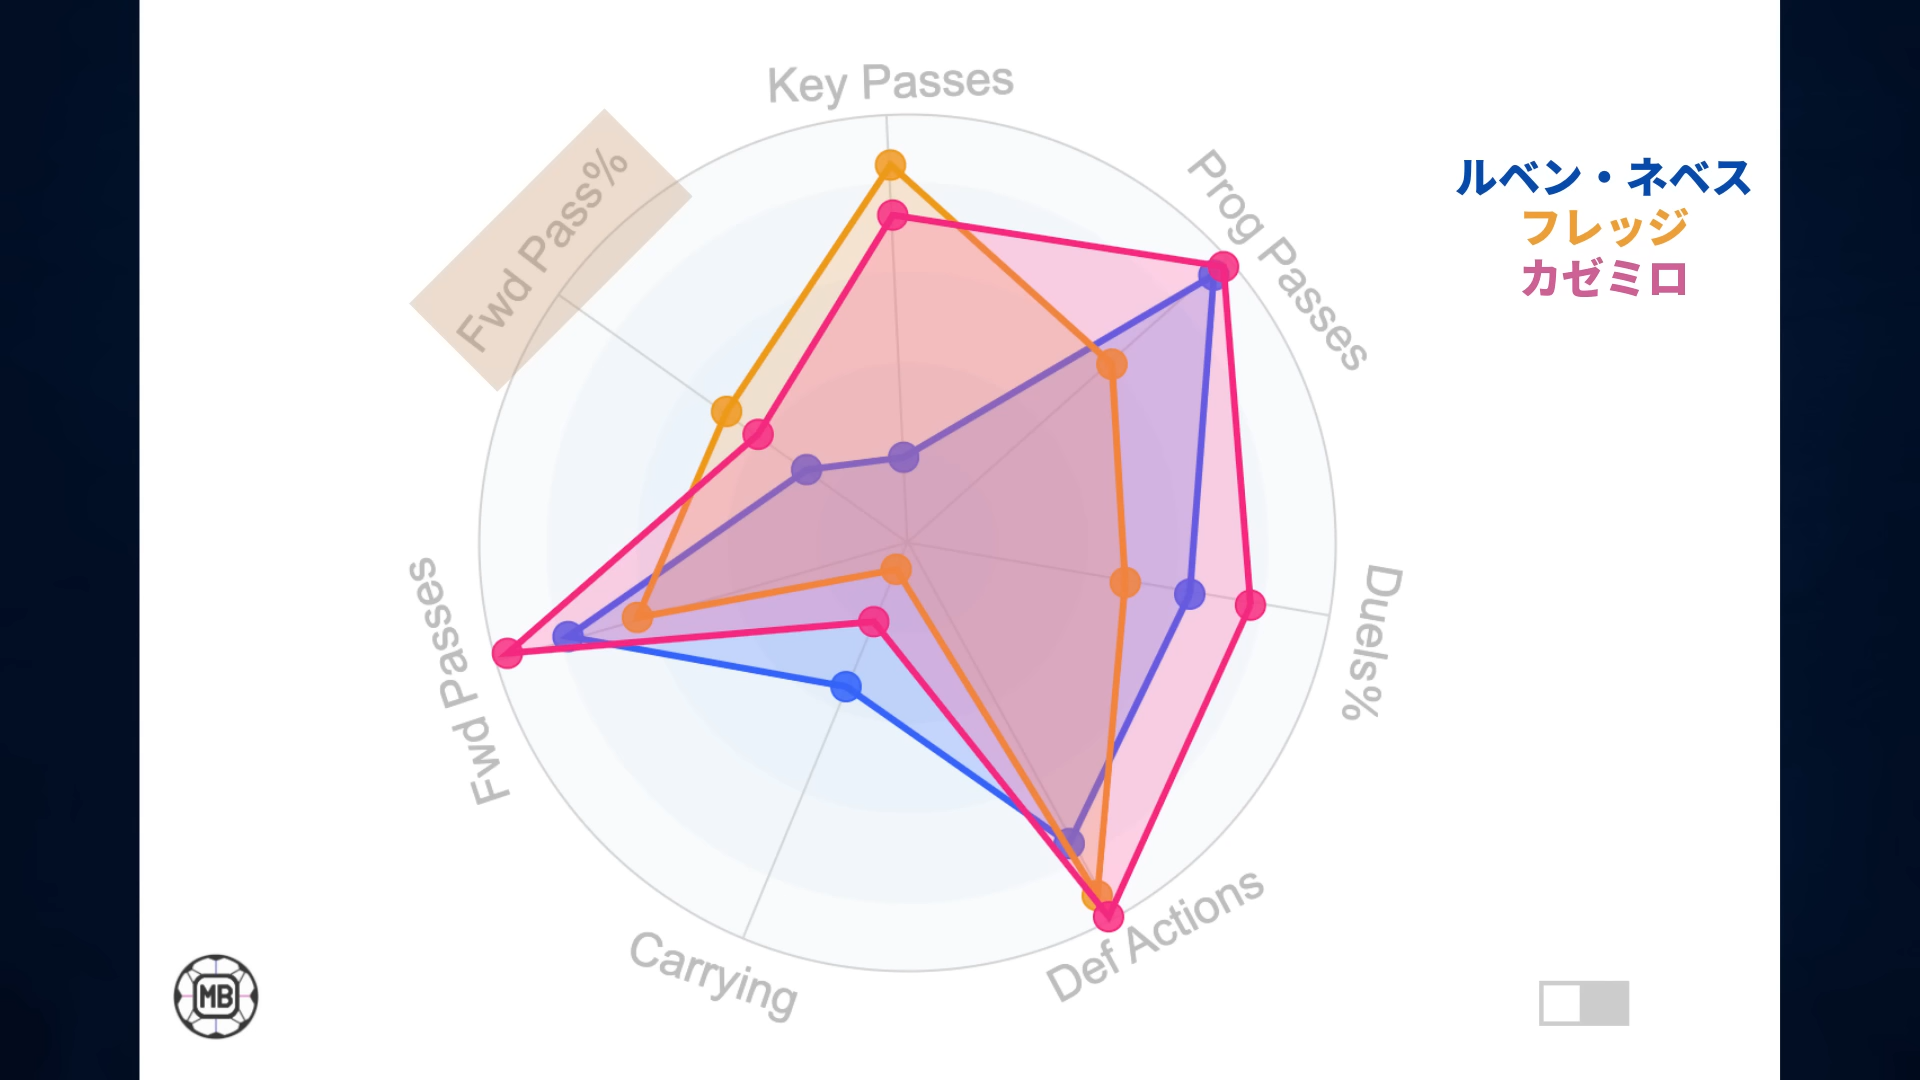 Key Passes
Fwd Pass%
Prog Passes
ルベン・ネベス
フレッジ
カゼミロ
Fwd Passes
Duels%
Carrying
Def Actions
MB